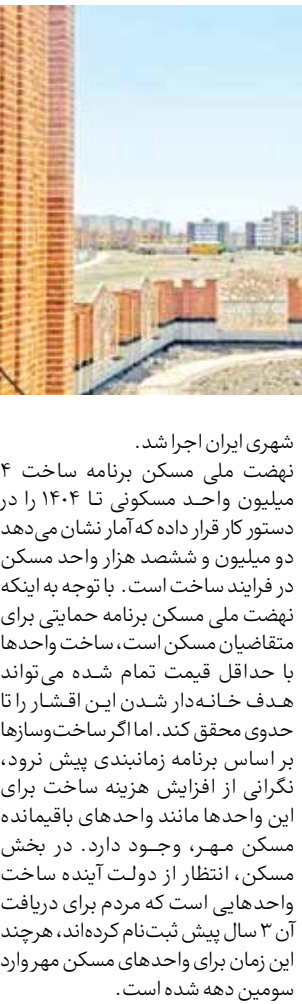 شهری ایران اجرا شد.
نهضت ملی مسکن برنامه ساخت ۴
میلیون واحد مسکونی تا ۱۴۰۴ را در
دستور کار قرار داده که آمار نشان می‌دهد
دو میلیون و ششصد هزار واحد مسکن
در فرایند ساخت است. با توجه به اینکه
نهضت ملی مسکن برنامه حمایتی برای
متقاضیان مسکن است، ساخت واحدها
با حداقل قیمت تمام شده می‌تواند
هدف خانه‌دار شدن این اقشار را تا
حدوی محقق کند. اما اگر ساخت‌وسازها
بر اساس برنامه زمانبندی پیش نرود،
نگرانی از افزایش هزینه ساخت برای
این واحدها مانند واحدهای باقیمانده
مسکن مهر، وجود دارد. در بخش
مسکن، انتظار از دولت آینده ساخت
واحدهایی است که مردم برای دریافت
آن ۳ سال پیش ثبت‌نام کرده‌اند، هرچند
این زمان برای واحدهای مسکن مهر وارد
سومین دهه شده است.